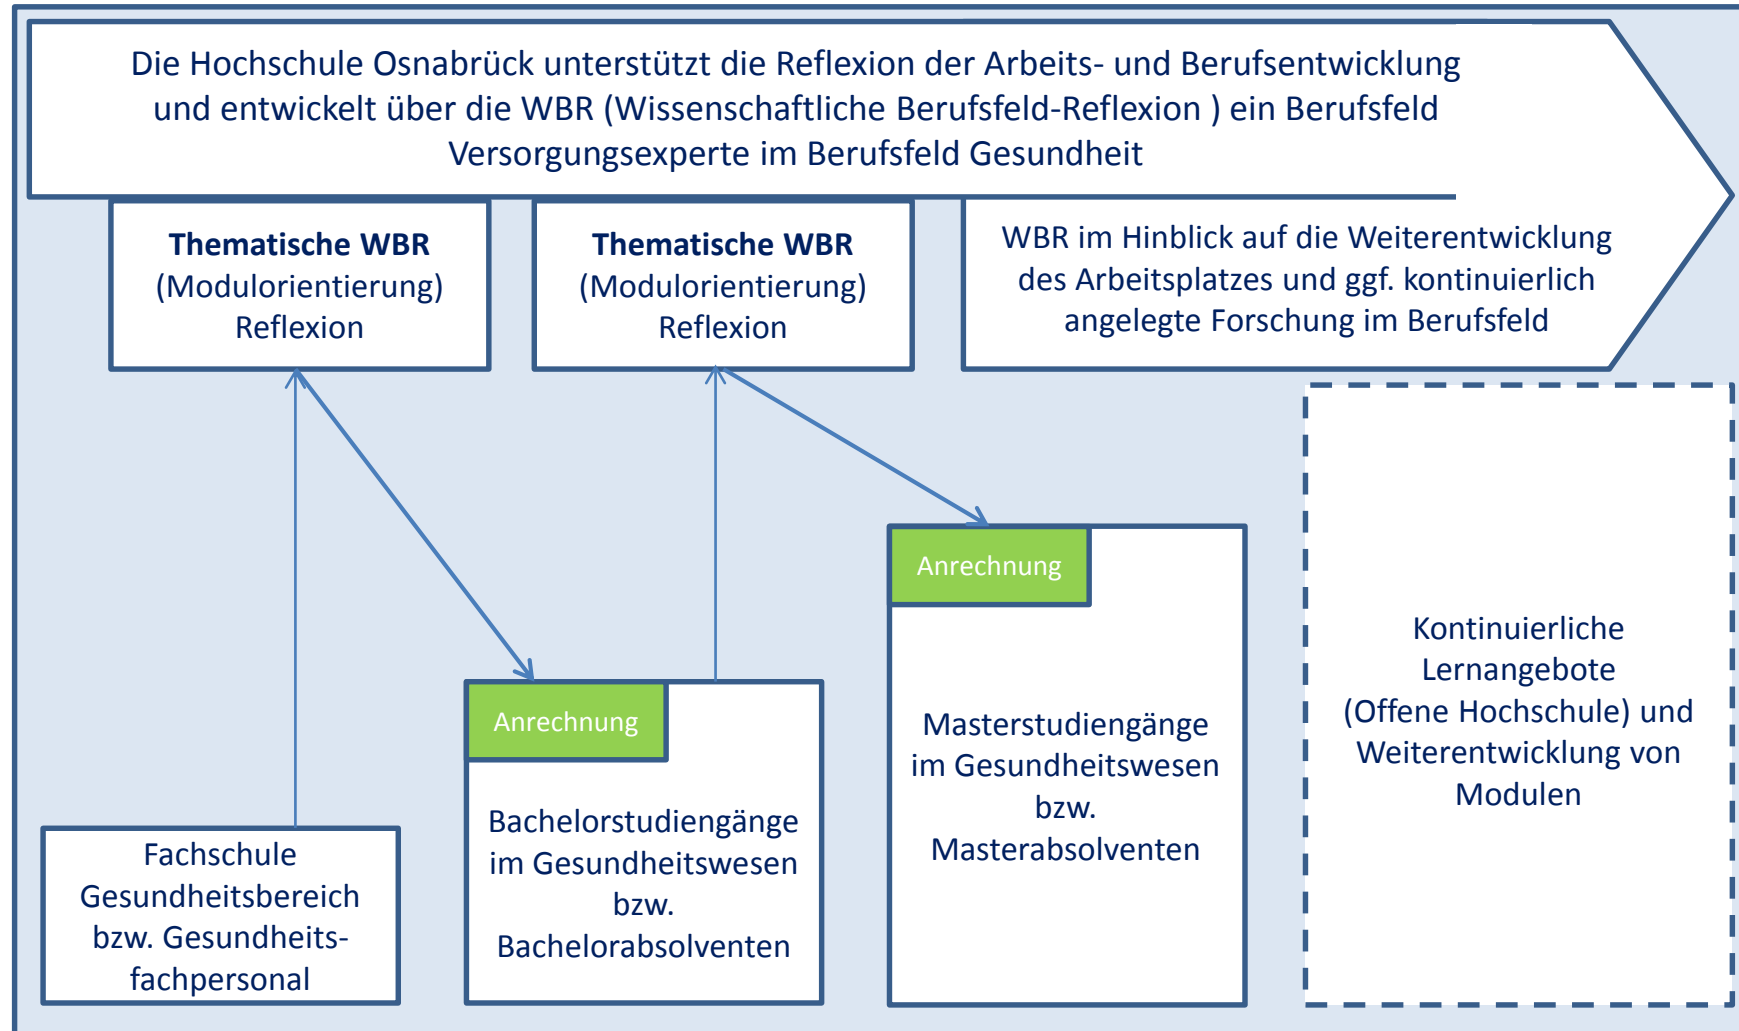 Die Hochschule Osnabrück unterstützt die Reflexion der Arbeits- und Berufsentwicklung
und entwickelt über die WBR (Wissenschaftliche Berufsfeld-Reflexion ) ein Berufsfeld
Versorgungsexperte im Berufsfeld Gesundheit
Thematische WBR
(Modulorientierung)
Reflexion
Thematische WBR
(Modulorientierung)
Reflexion
WBR im Hinblick auf die Weiterentwicklung
des Arbeitsplatzes und ggf. kontinuierlich
angelegte Forschung im Berufsfeld
Fachschule
Gesundheitsbereich
bzw. Gesundheits-
fachpersonal
Anrechnung
Bachelorstudiengänge
im Gesundheitswesen
bzw.
Bachelorabsolventen
Anrechnung
Masterstudiengänge
im Gesundheitswesen
bzw.
Masterabsolventen
Kontinuierliche
Lernangebote
(Offene Hochschule) und
Weiterentwicklung von
Modulen